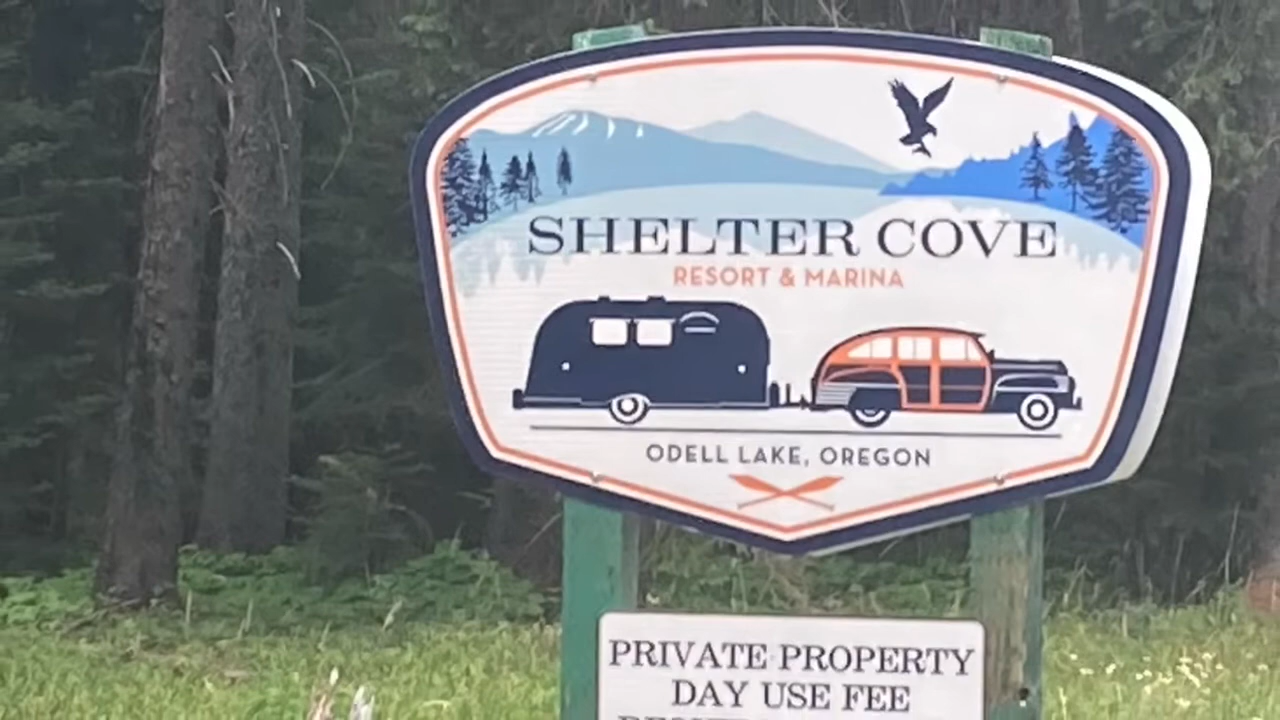 SHELTER COVE
RESORT & MARINA
ODELL LAKE, OREGON
PRIVATE PROPERTY
DAY USE FEE